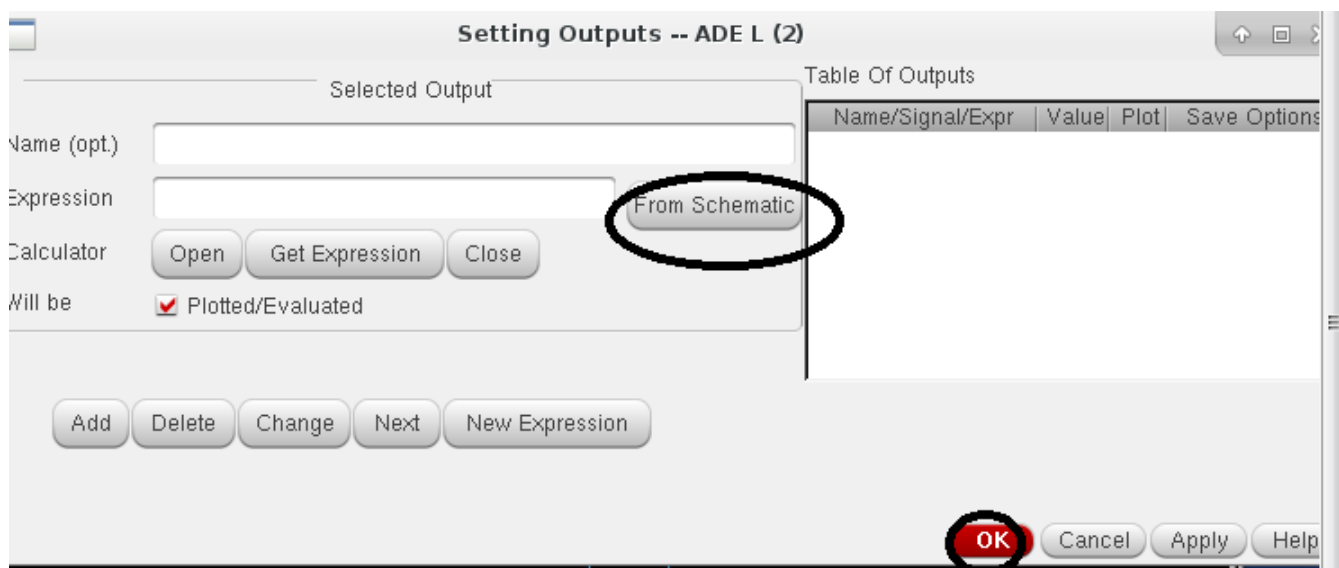 Setting Outputs -- ADE L (2)
Selected Output
Name (opt.)
Expression
From Schematic
Calculator
Open
Get Expression
Close
Will be
Plotted/Evaluated
Add
Delete
Change
Next
New Expression
Table Of Outputs
Name/Signal/Expr
Value
Plot
Save Options
OK
Cancel
Apply
Help